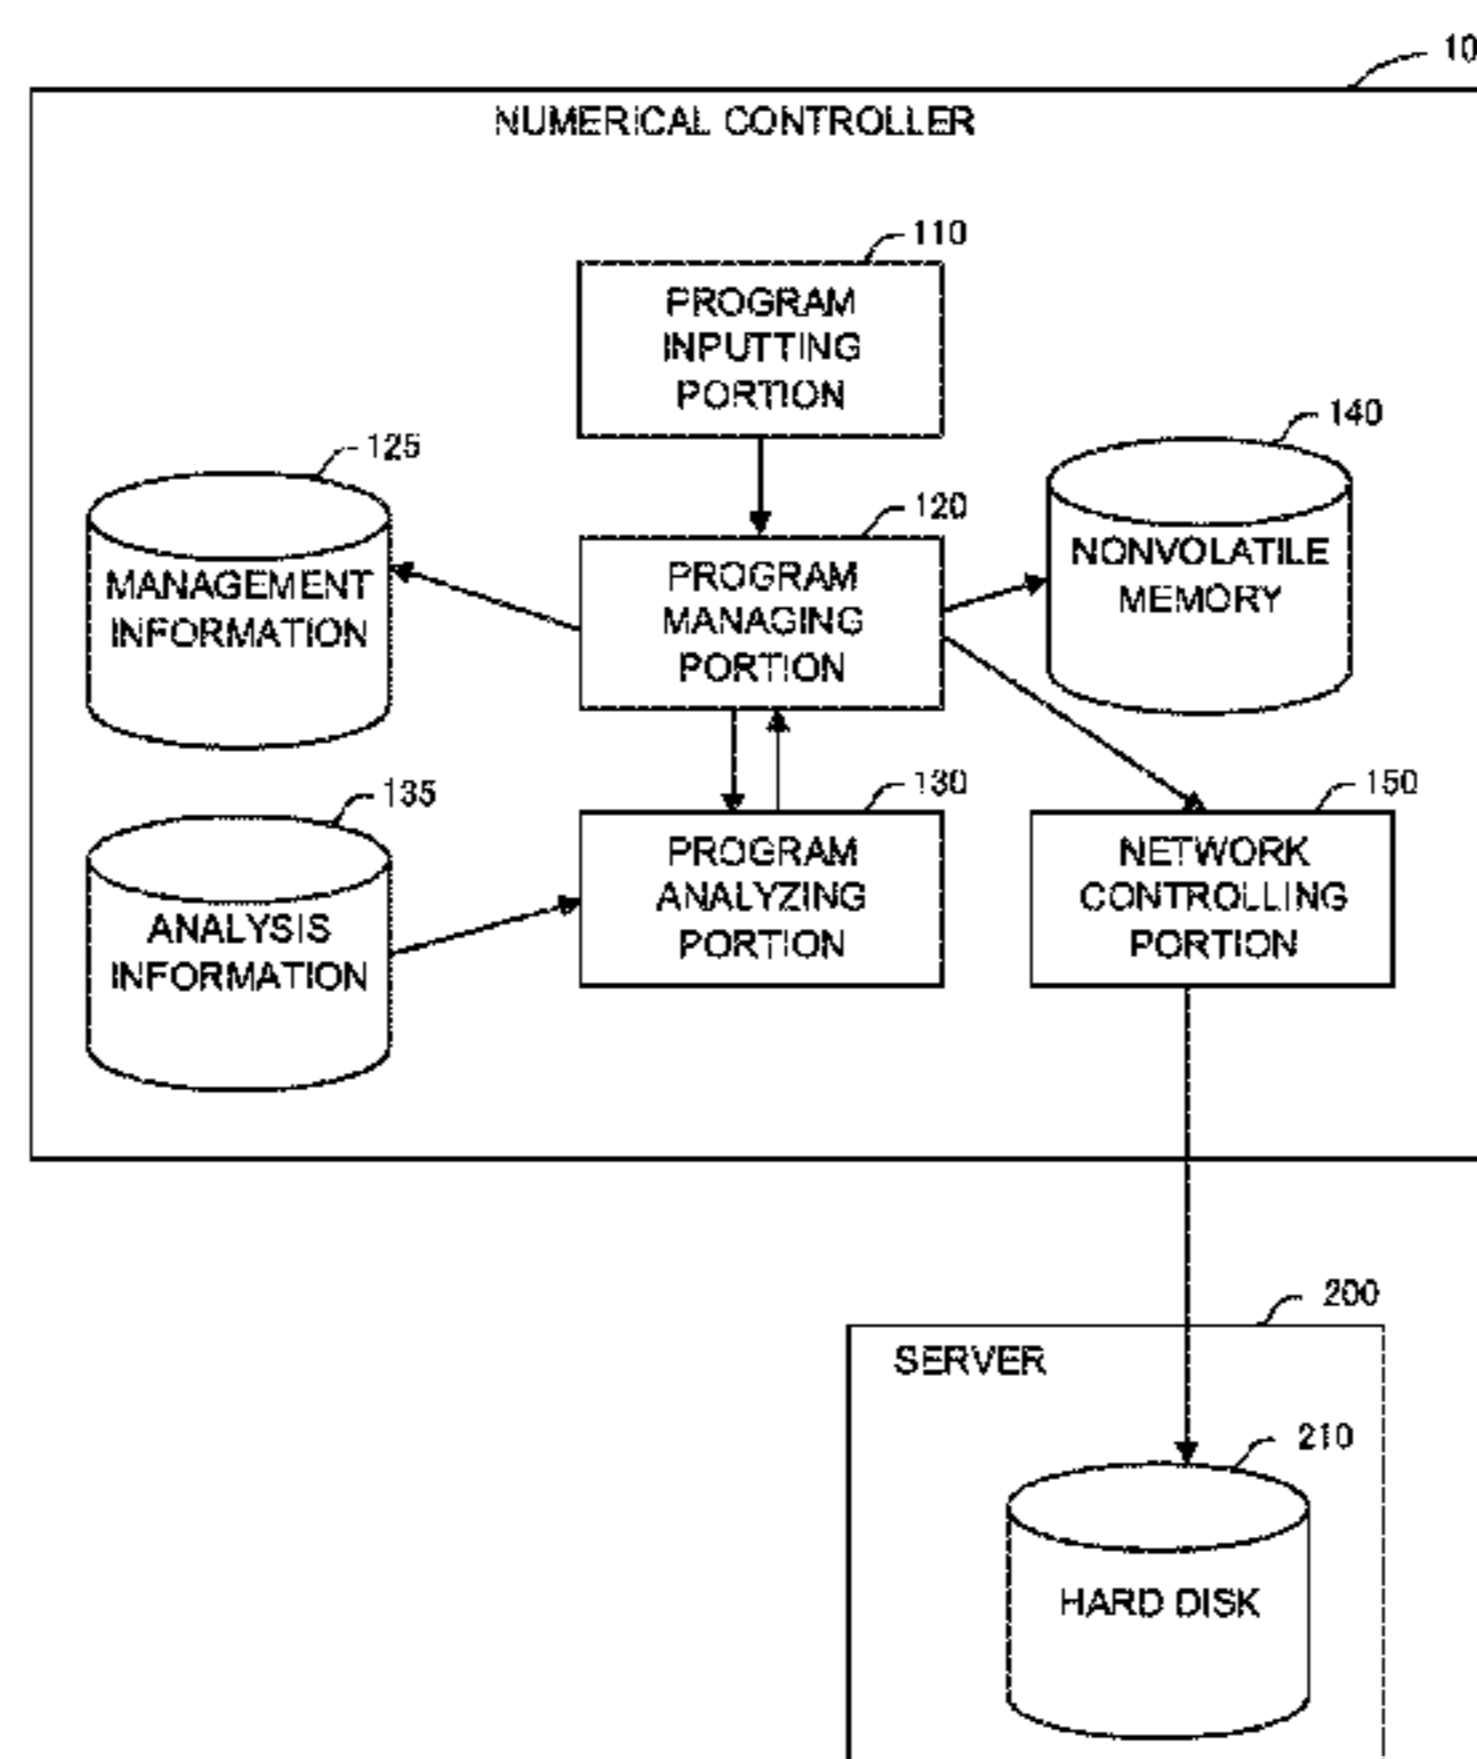 10
NUMERICAL CONTROLLER
110
PROGRAM
INPUTTING
PORTION
125
MANAGEMENT
INFORMATION
120
PROGRAM
MANAGING
PORTION
140
NONVOLATILE
MEMORY
135
ANALYSIS
INFORMATION
130
PROGRAM
ANALYZING
PORTION
150
NETWORK
CONTROLLING
PORTION
200
SERVER
210
HARD DISK